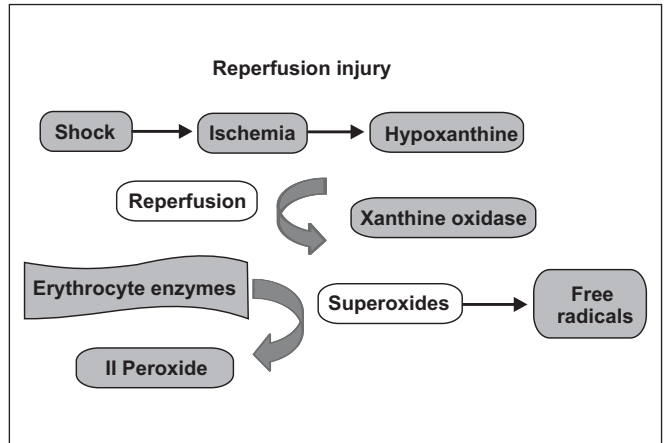 Reperfusion injury
Shock
Ischemia
Hypoxanthine
Reperfusion
Xanthine oxidase
Erythrocyte enzymes
Superoxides
Free
radicals
II Peroxide